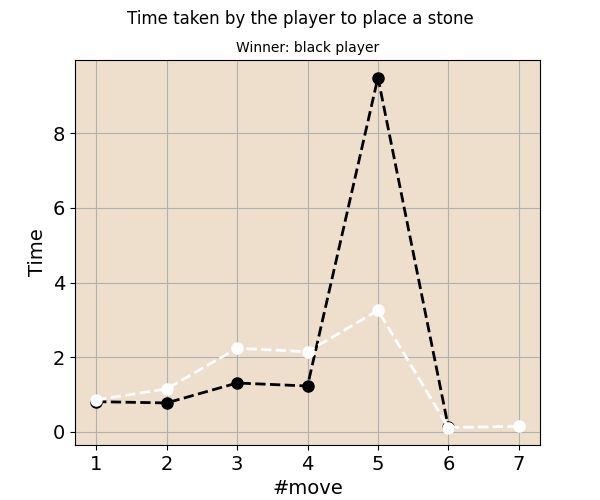 Time taken by the player to place a stone
Winner: black player
8
6
4
2
0
Time
1 2 3 4 5 6 7
#move